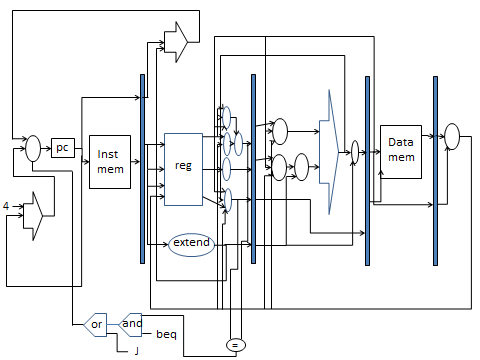 pc
Inst
mem
reg
Data
mem
4
extend
or
and
beq
J
=